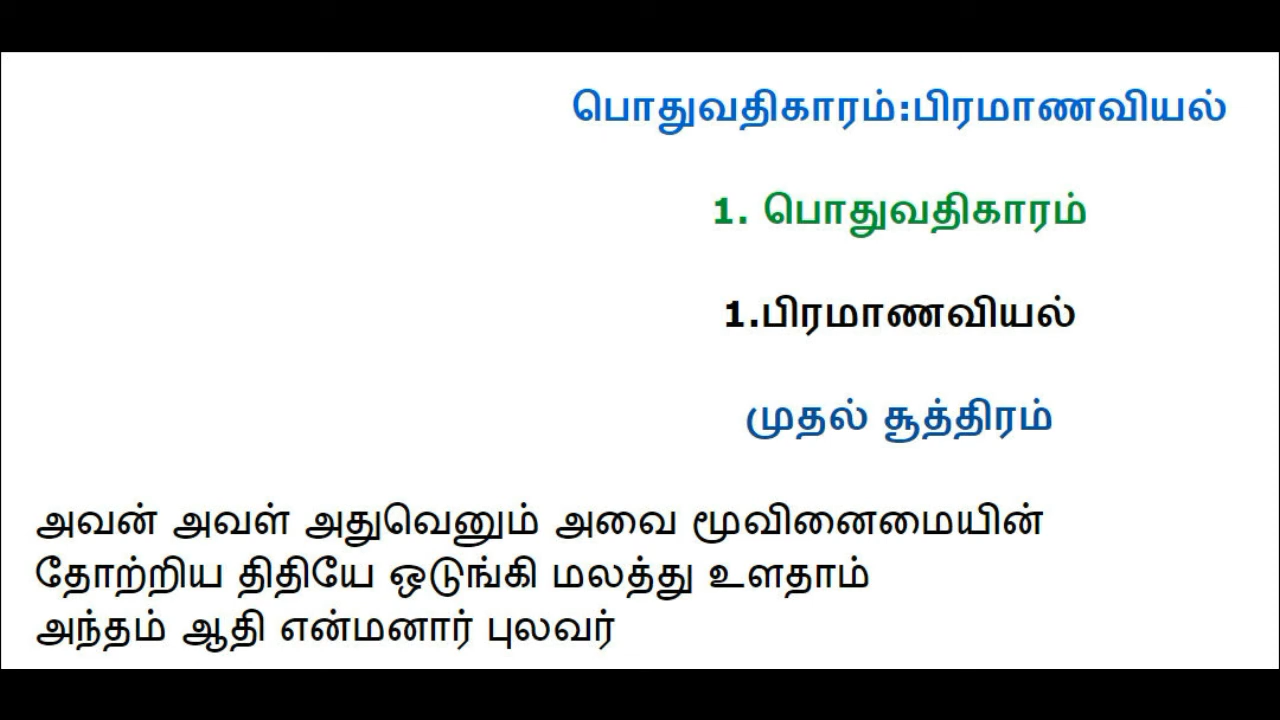 பொதுவதிகாரம்:பிரமாணவியல்
1. பொதுவதிகாரம்
1.பிரமாணவியல்
முதல் சூத்திரம்
அவன் அவள் அதுவெனும் அவை மூவினைமையின்
தோற்றிய திதியே ஒடுங்கி மலத்து உளதாம்
அந்தம் ஆதி என்மனார் புலவர்